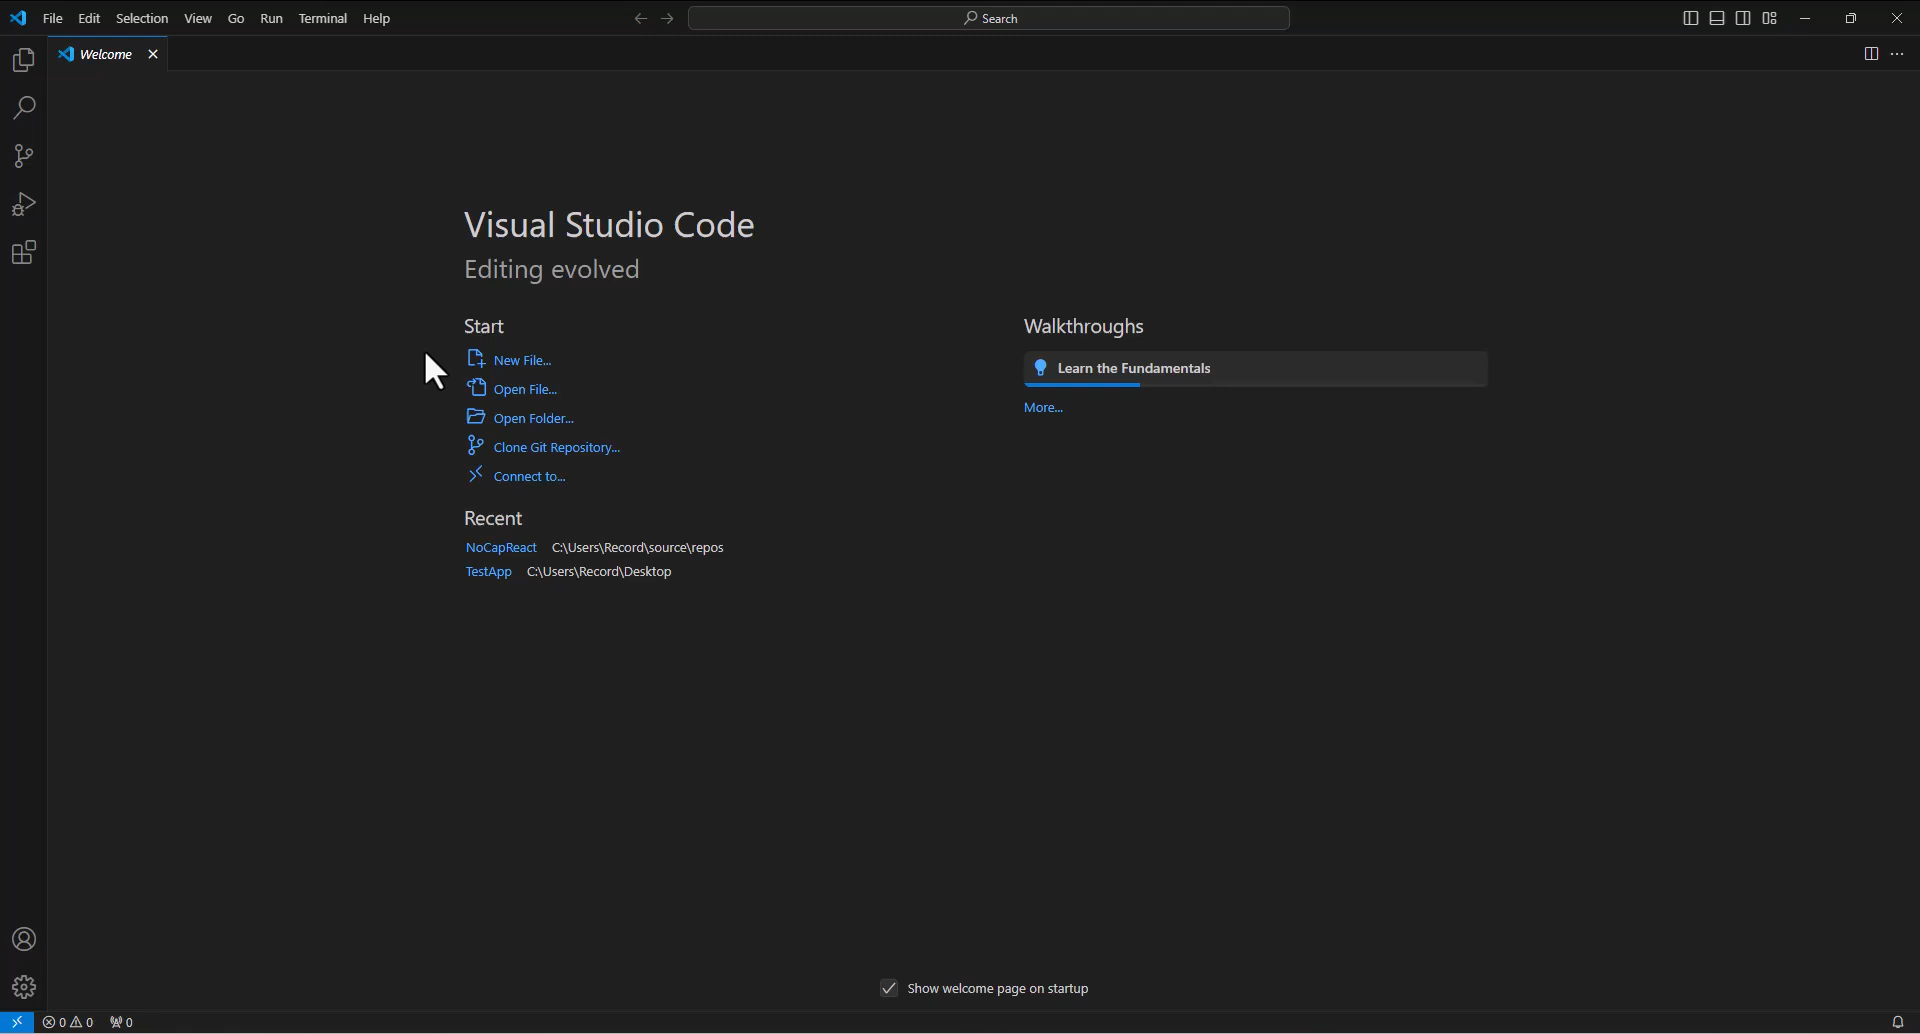 File Edit Selection View Go Run Terminal Help
Search
Welcome
Visual Studio Code
Editing evolved
Start
New File...
Open File...
Open Folder...
Clone Git Repository...
Connect to...
Recent
NoCapReact C:\Users\Record\source\repos
TestApp C:\Users\Record\Desktop
Walkthroughs
Learn the Fundamentals
More...
Show welcome page on startup
0 0 0